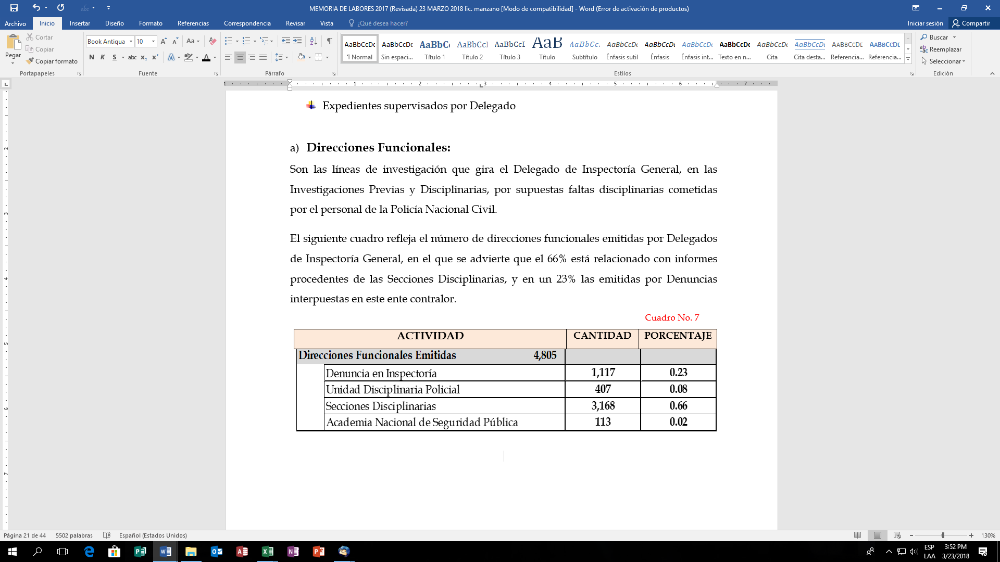 MEMORIA DE LABORES 2017 (Revisada) 23 MARZO 2018 lic. manzano [Modo de compatibilidad] - Word (Error de activación de productos)
Archivo Inicio Insertar Diseño Formato Referencias Correspondencia Revisar Vista ¿Qué desea hacer? Iniciar sesión Compartir
Pegar
Cortar
Copiar
Copiar formato
Portapapeles
Book Antiqua 10
N K S abc x₂ x²
Fuente
Párrafo
AaBbCcDc AaBbCcDc AaBbC AaBbCcI AaBbCcI AaB AaBbCc. AaBbCcDc AaBbCcDc AaBbCcDc AaBbCcDc AaBbCcDc AaBbCcDc AABBCCDE AABBCCDE
¶ Normal Sin espaci... Título 1 Título 2 Título 3 Título Subtítulo Énfasis sutil Énfasis Énfasis int... Texto en n... Cita Cita desta... Referencia... Referencia...
Estilos
Buscar
Reemplazar
Seleccionar
Edición
1 1 2 3 4 5 6 7
Expedientes supervisados por Delegado
a) Direcciones Funcionales:
Son las líneas de investigación que gira el Delegado de Inspectoría General, en las
Investigaciones Previas y Disciplinarias, por supuestas faltas disciplinarias cometidas
por el personal de la Policía Nacional Civil.
El siguiente cuadro refleja el número de direcciones funcionales emitidas por Delegados
de Inspectoría General, en el que se advierte que el 66% está relacionado con informes
procedentes de las Secciones Disciplinarias, y en un 23% las emitidas por Denuncias
interpuestas en este ente contralor.
Cuadro No. 7
ACTIVIDAD CANTIDAD PORCENTAJE
Direcciones Funcionales Emitidas 4,805
Denuncia en Inspectoría 1,117 0.23
Unidad Disciplinaria Policial 407 0.08
Secciones Disciplinarias 3,168 0.66
Academia Nacional de Seguridad Pública 113 0.02
Página 21 de 44 5502 palabras Español (Estados Unidos) 130%
ESP 3:52 PM
LAA 3/23/2018